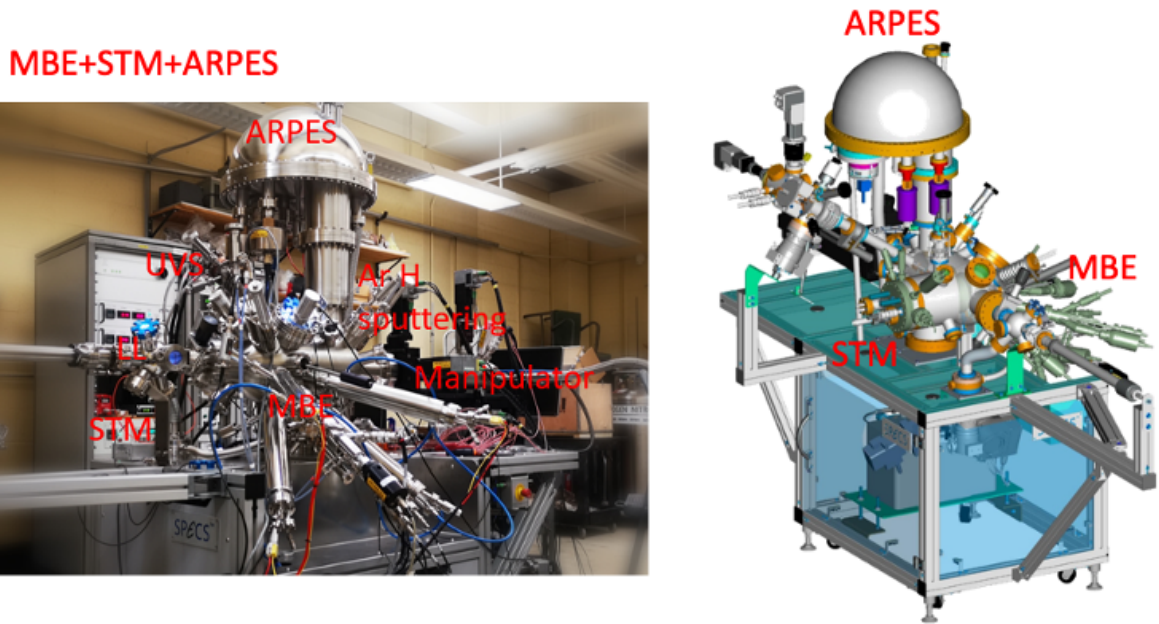 MBE+STM+ARPES
ARPES
UVS
Ar H
sputtering
LL
Manipulator
MBE
STM
SPECS
ARPES
MBE
STM